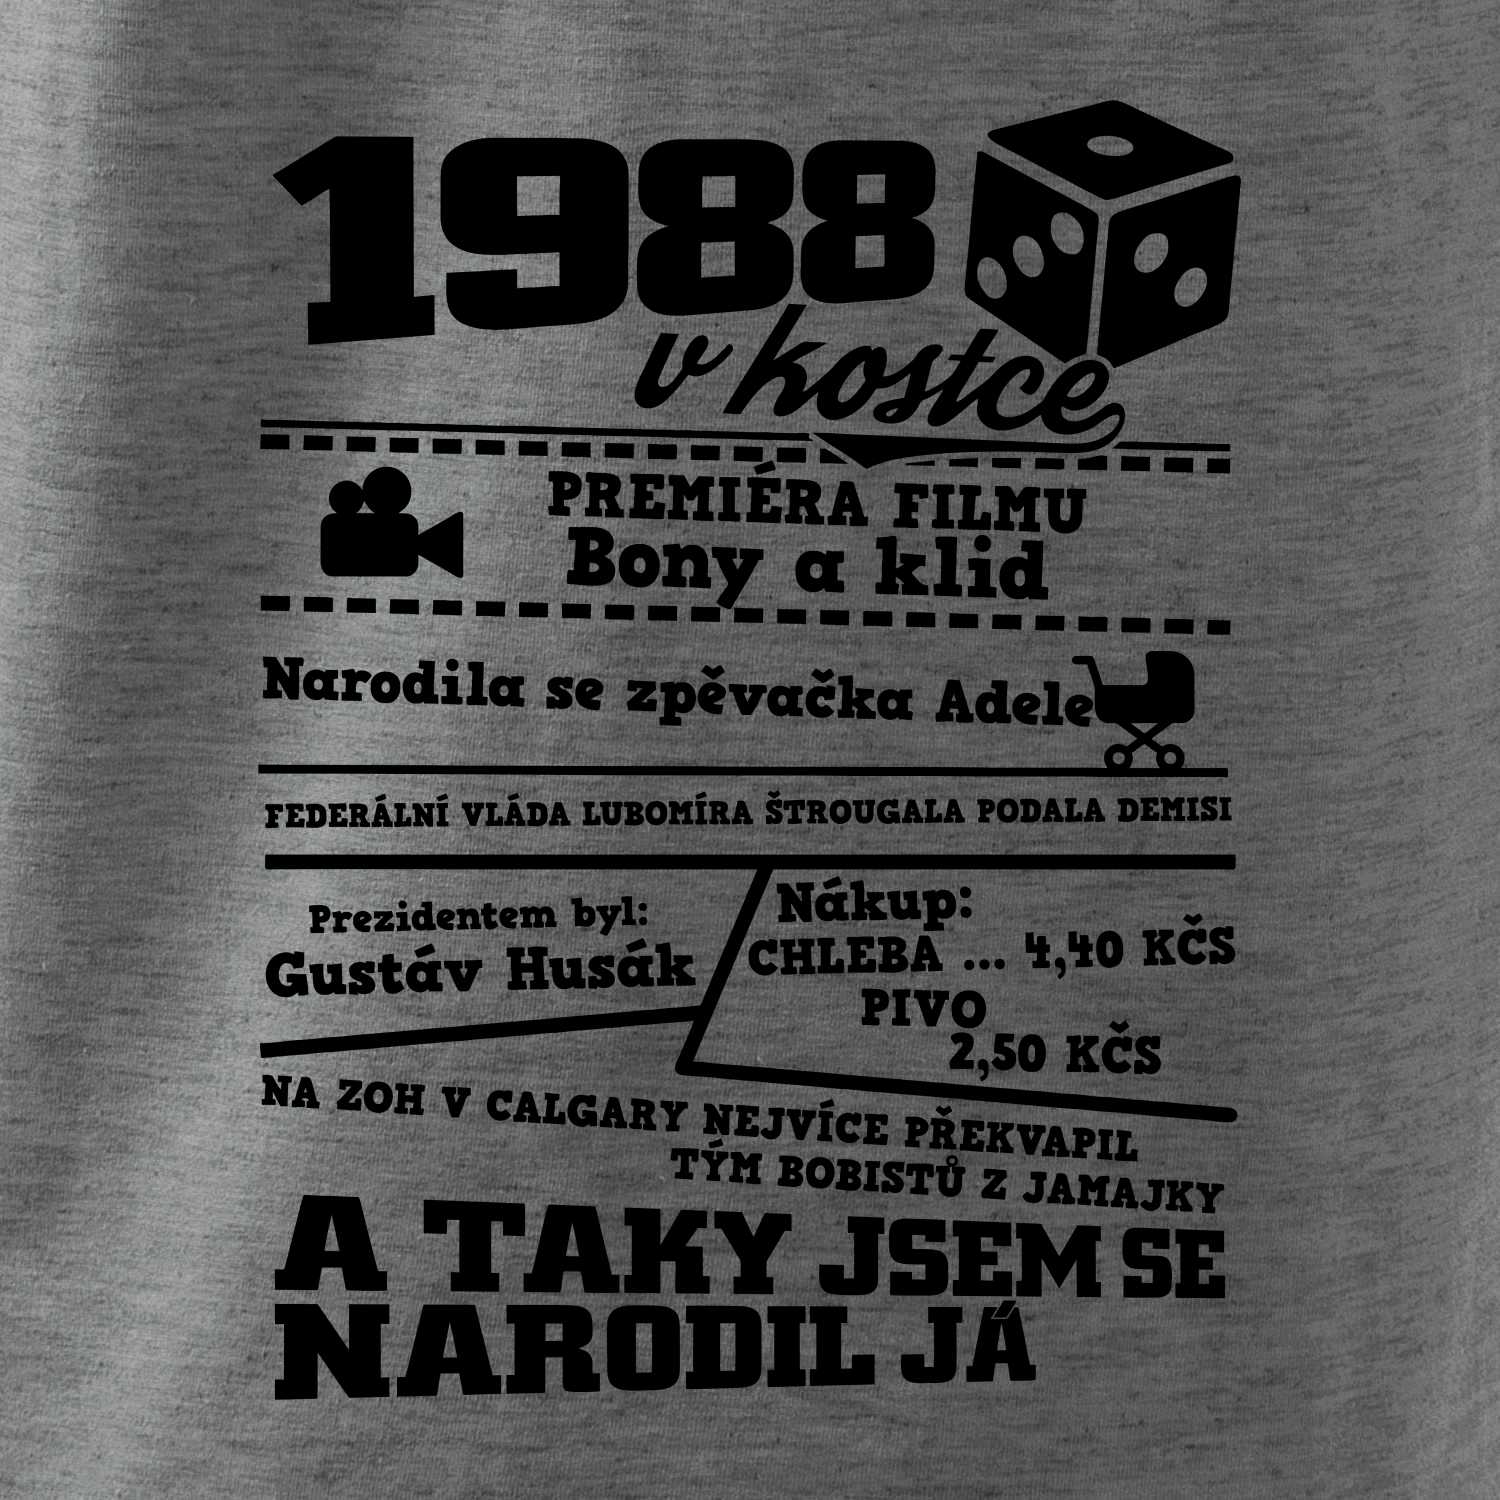 1988
v kostce
PREMIÉRA FILMU
Bony a klid
Narodila se zpěvačka Adele
FEDERÁLNÍ VLÁDA LUBOMÍRA ŠTROUGALA PODALA DEMISI
Prezidentem byl:
Gustáv Husák
Nákup:
CHLEBA ... 4,40 KČS
PIVO
2,50 KČS
NA ZOH V CALGARY NEJVÍCE PŘEKVAPIL
TÝM BOBISTŮ Z JAMAJKY
A TAKY JSEM SE
NARODIL JÁ